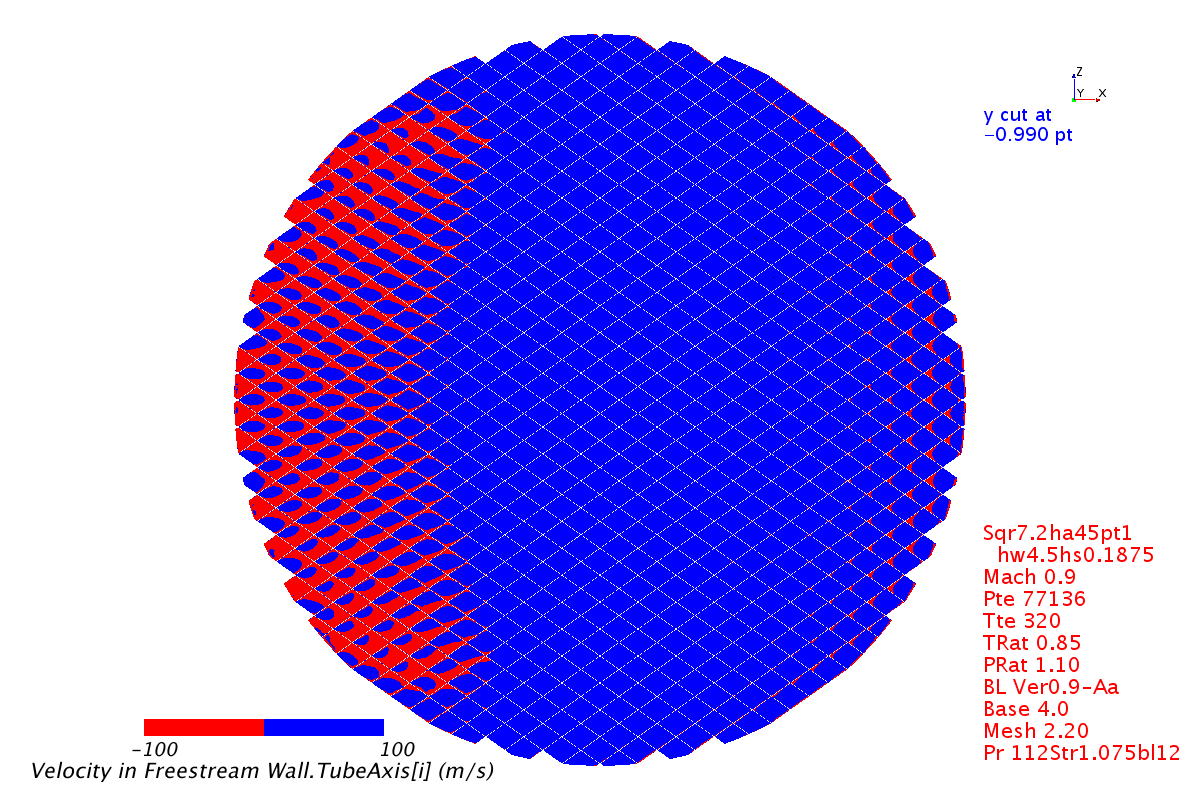 Z
Y X
y cut at
−0.990 pt
Sqr7.2ha45pt1
hw4.5hs0.1875
Mach 0.9
Pte 77136
Tte 320
TRat 0.85
PRat 1.10
BL Ver0.9−Aa
Base 4.0
Mesh 2.20
Pr 112Str1.075bl12
−100 100
Velocity in Freestream Wall.TubeAxis[i] (m/s)